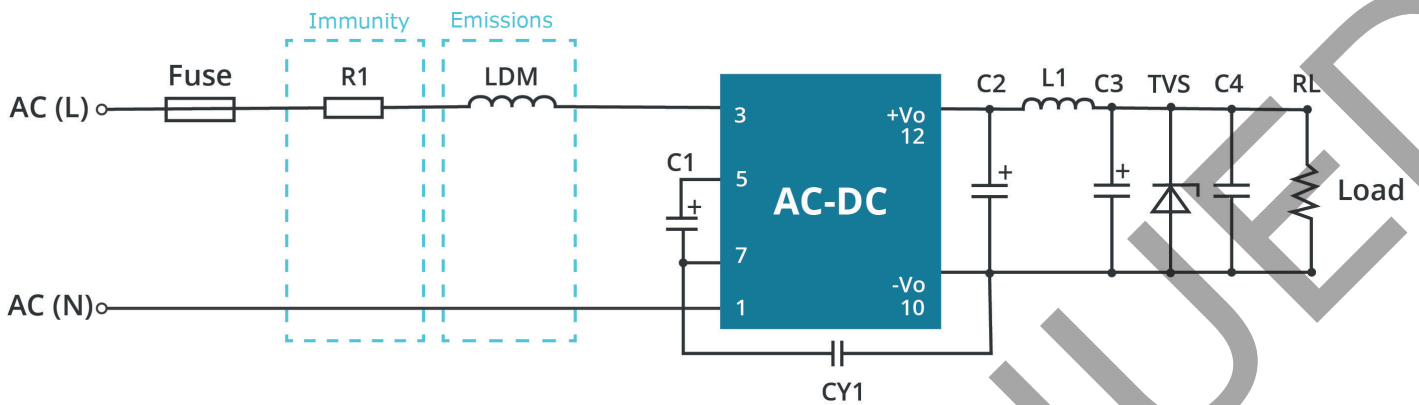 Immunity
Emissions
Fuse
R1
LDM
AC (L)
3
+Vo
12
C2
L1
C3
TVS
C4
RL
C1
+
5
AC-DC
+
+
Load
7
AC (N)
1
-Vo
10
CY1